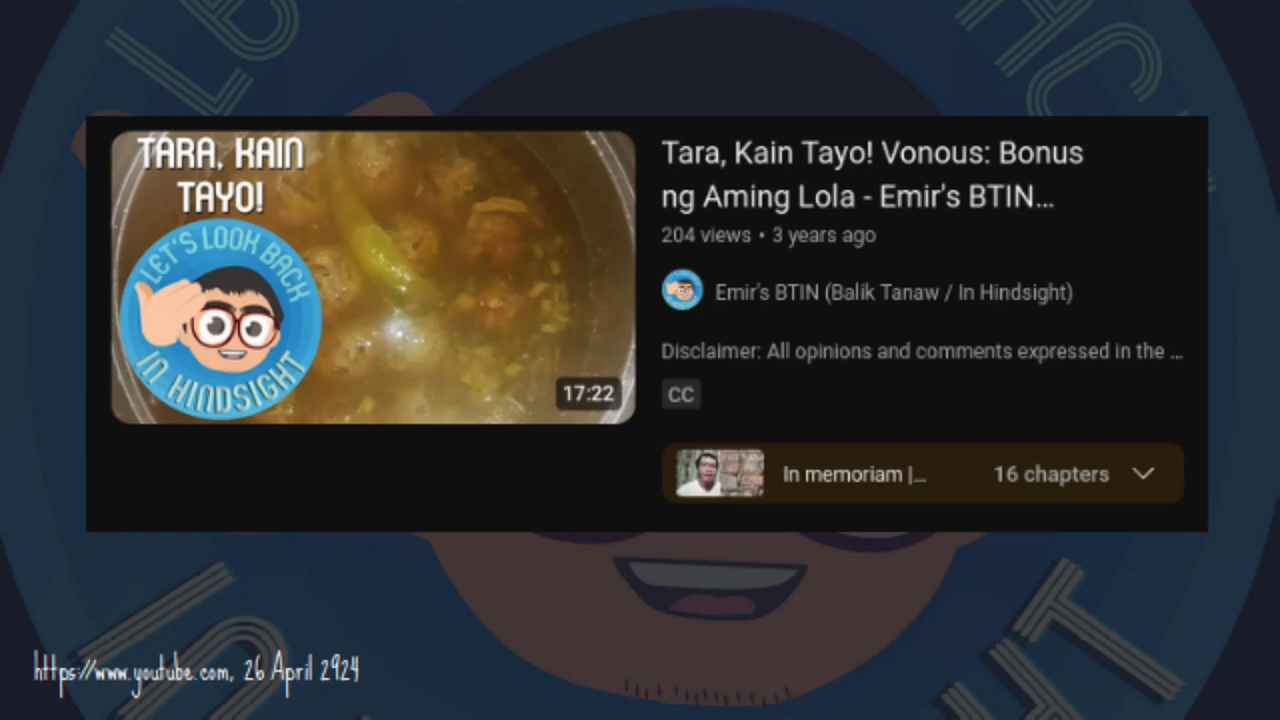 TARA, KAIN
TAYO!
LET'S LOOK BACK
IN HINDSIGHT
17:22
Tara, Kain Tayo! Vonous: Bonus
ng Aming Lola - Emir's BTIN...
204 views • 3 years ago
Emir's BTIN (Balik Tanaw / In Hindsight)
Disclaimer: All opinions and comments expressed in the ...
CC
In memoriam |...
16 chapters
https://www.youtube.com, 26 April 2924